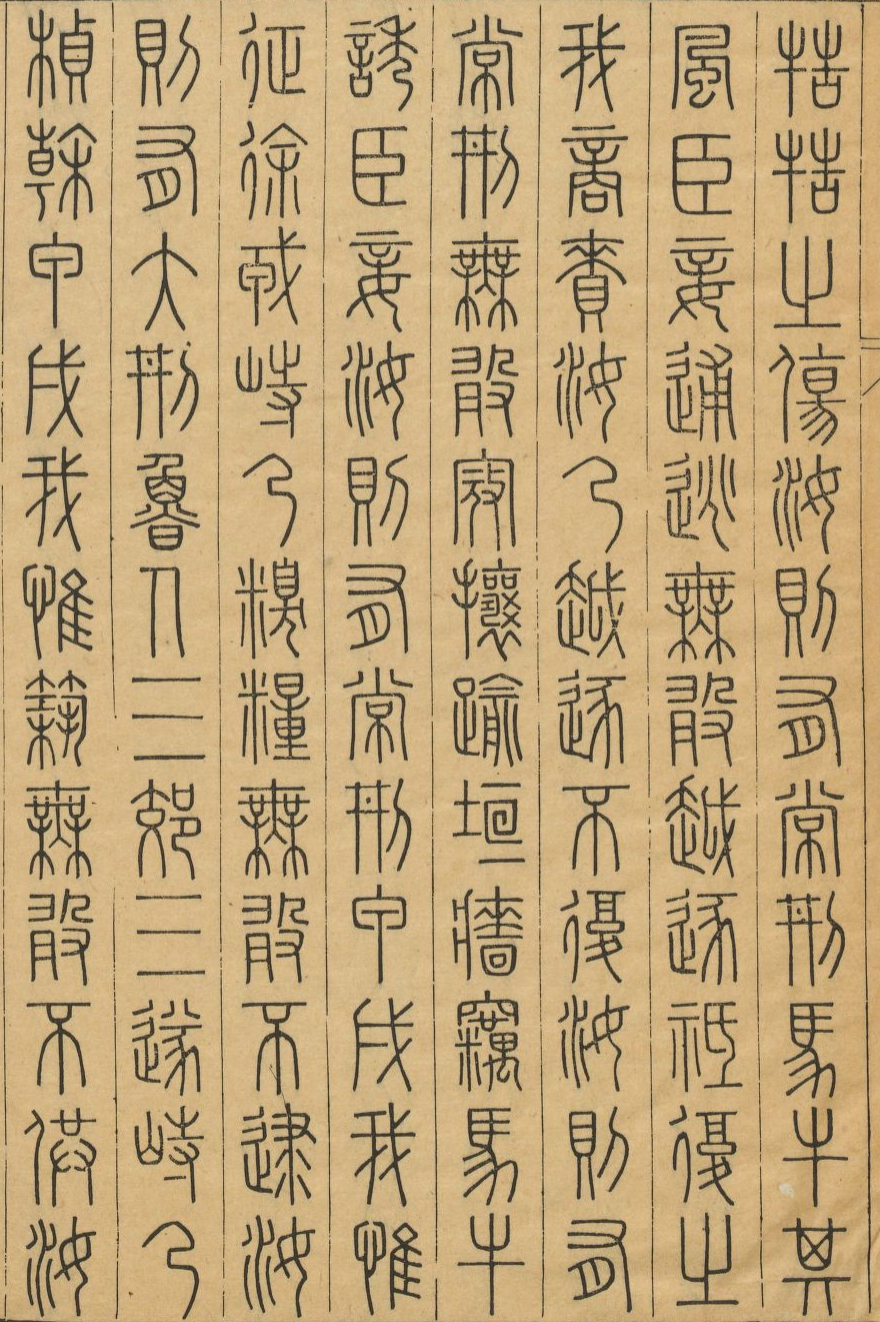 牿牿之傷汝則有常刑馬牛其
風臣妾逋逃無敢越逐祗復之
我商賚汝乃越逐不復汝則有
常刑無敢寇攘踰垣牆竊馬牛
誘臣妾汝則有常刑甲戌我惟
征徐戎峙乃糗糧無敢不逮汝
則有大刑魯人三郊三遂峙乃
楨榦甲戌我惟築無敢不供汝